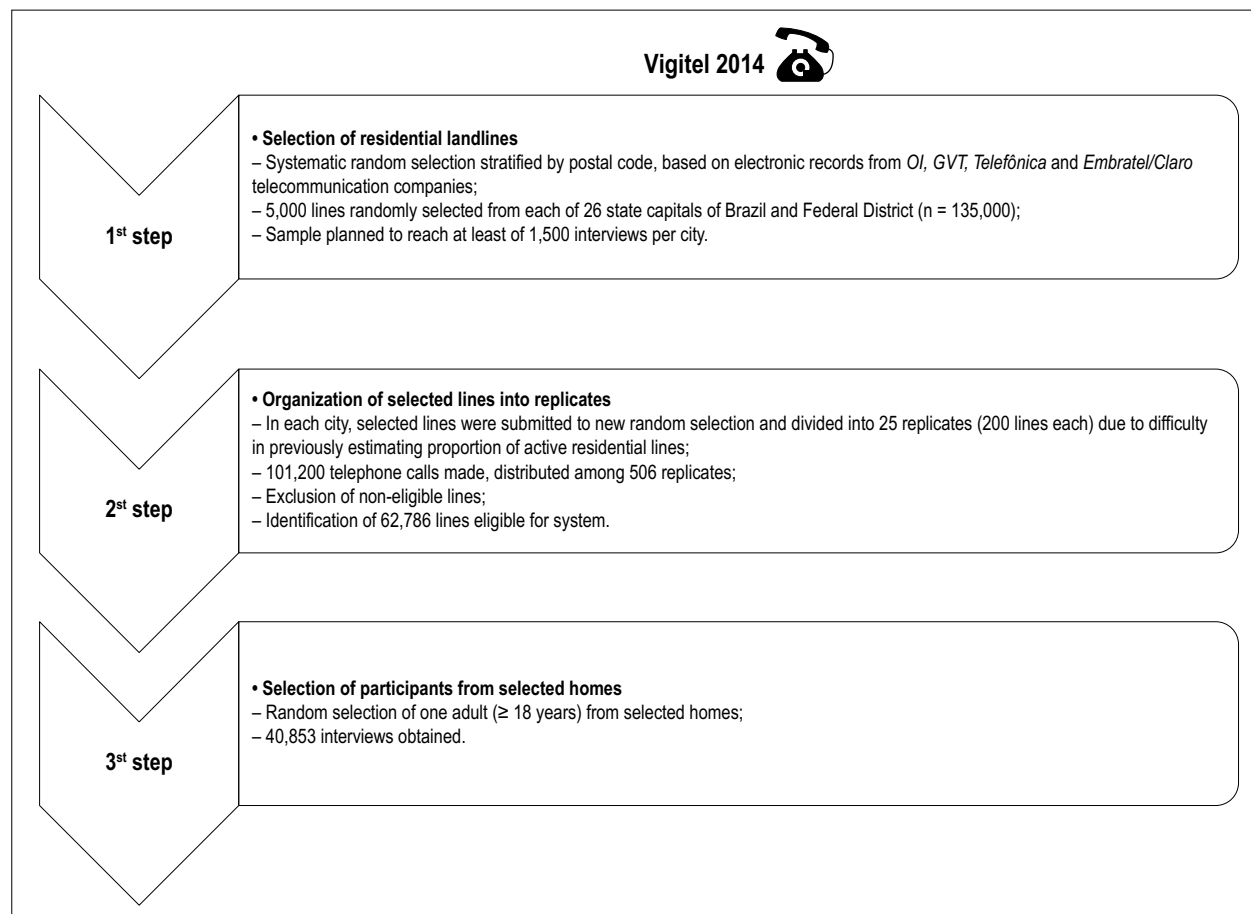 Vigitel 2014
1st step
• Selection of residential landlines
– Systematic random selection stratified by postal code, based on electronic records from OI, GVT, Telefônica and Embratel/Claro
telecommunication companies;
– 5,000 lines randomly selected from each of 26 state capitals of Brazil and Federal District (n = 135,000);
– Sample planned to reach at least of 1,500 interviews per city.
2st step
• Organization of selected lines into replicates
– In each city, selected lines were submitted to new random selection and divided into 25 replicates (200 lines each) due to difficulty
in previously estimating proportion of active residential lines;
– 101,200 telephone calls made, distributed among 506 replicates;
– Exclusion of non-eligible lines;
– Identification of 62,786 lines eligible for system.
3st step
• Selection of participants from selected homes
– Random selection of one adult (≥ 18 years) from selected homes;
– 40,853 interviews obtained.